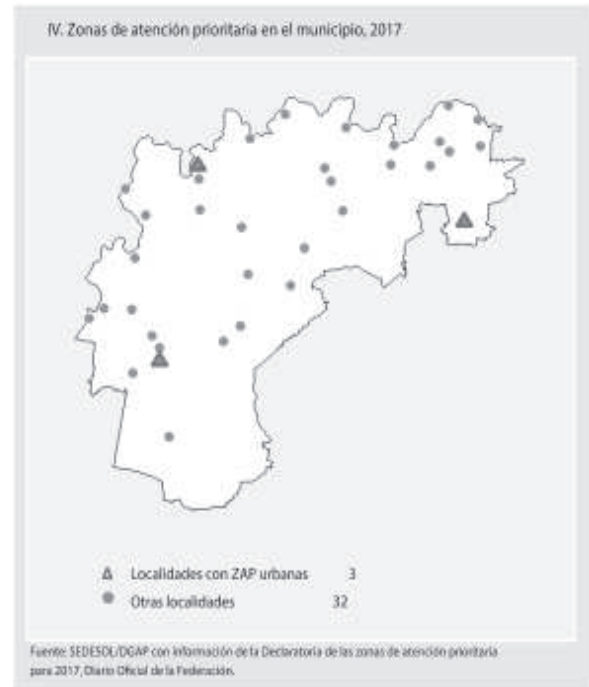 IV. Zonas de atención prioritaria en el municipio, 2017
Localidades con ZAP urbanas 3
Otras localidades 32
Fuente: SEDESOL/DGAP con información de la Declaratoria de las zonas de atención prioritaria
para 2017, Diario Oficial de la Federación.